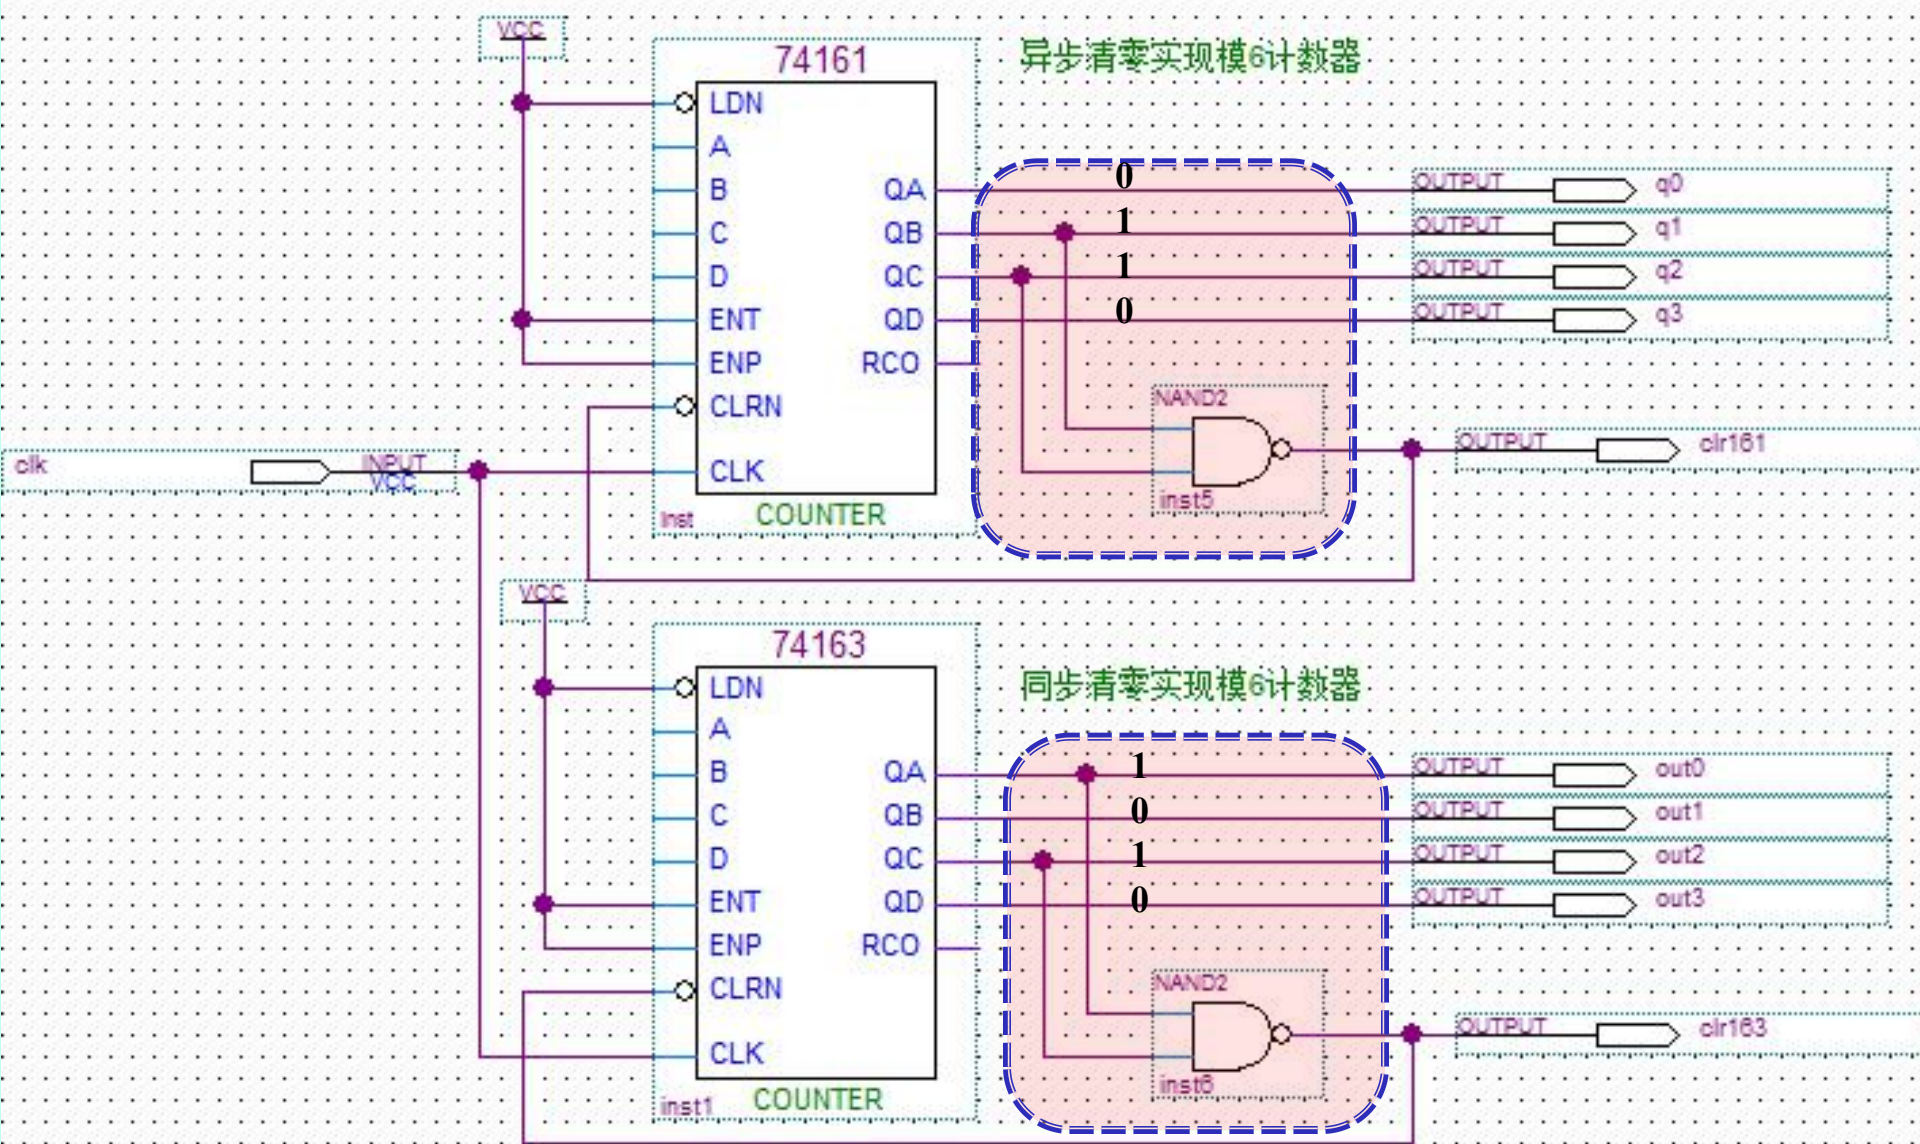 VCC
74161
异步清零实现模6计数器
LDN
A
B
C
D
ENT
ENP
CLRN
CLK
QA
QB
QC
QD
RCO
COUNTER
inst
0
1
1
0
OUTPUT q0
OUTPUT q1
OUTPUT q2
OUTPUT q3
NAND2
inst5
OUTPUT clr161
clk
INPUT
VCC
VCC
74163
同步清零实现模6计数器
LDN
A
B
C
D
ENT
ENP
CLRN
CLK
QA
QB
QC
QD
RCO
COUNTER
inst1
1
0
1
0
OUTPUT out0
OUTPUT out1
OUTPUT out2
OUTPUT out3
NAND2
inst6
OUTPUT clr163